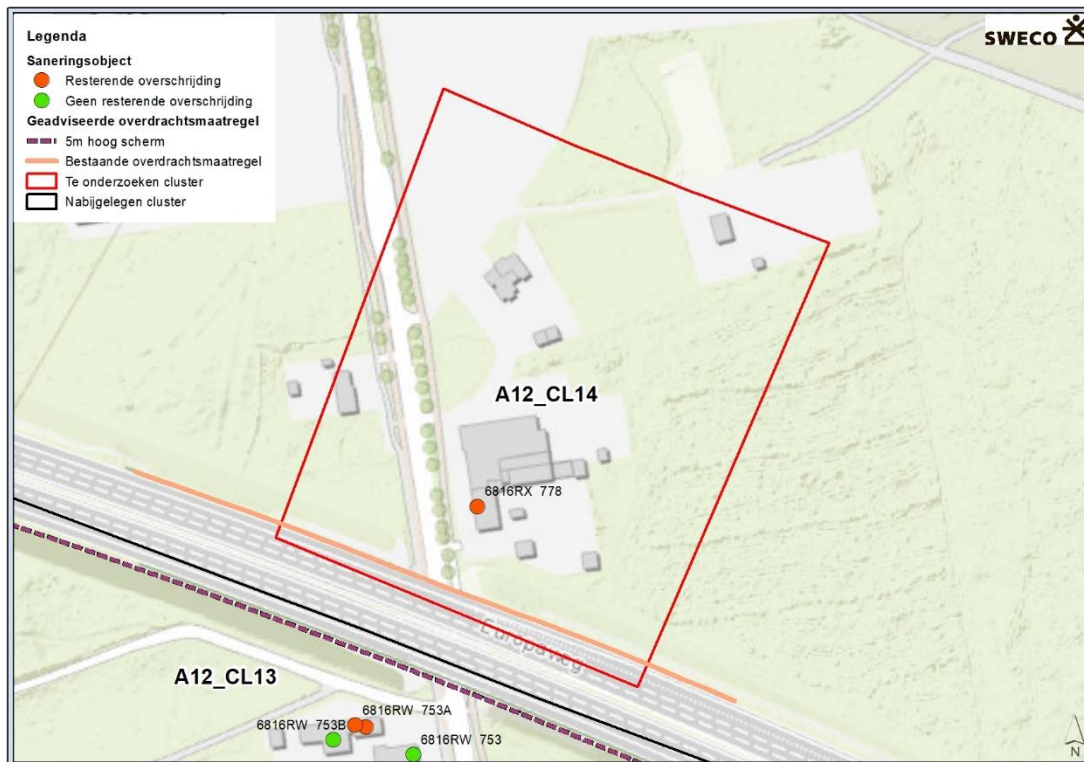 Legenda
Saneringsobject
Resterende overschrijding
Geen resterende overschrijding
Geadviseerde overdrachtsmaatregel
5m hoog scherm
Bestaande overdrachtsmaatregel
Te onderzoeken cluster
Nabijgelegen cluster
SWECO
A12_CL14
6816RX 778
Europaweg
A12_CL13
6816RW 753A
6816RW 753B
6816RW 753
N